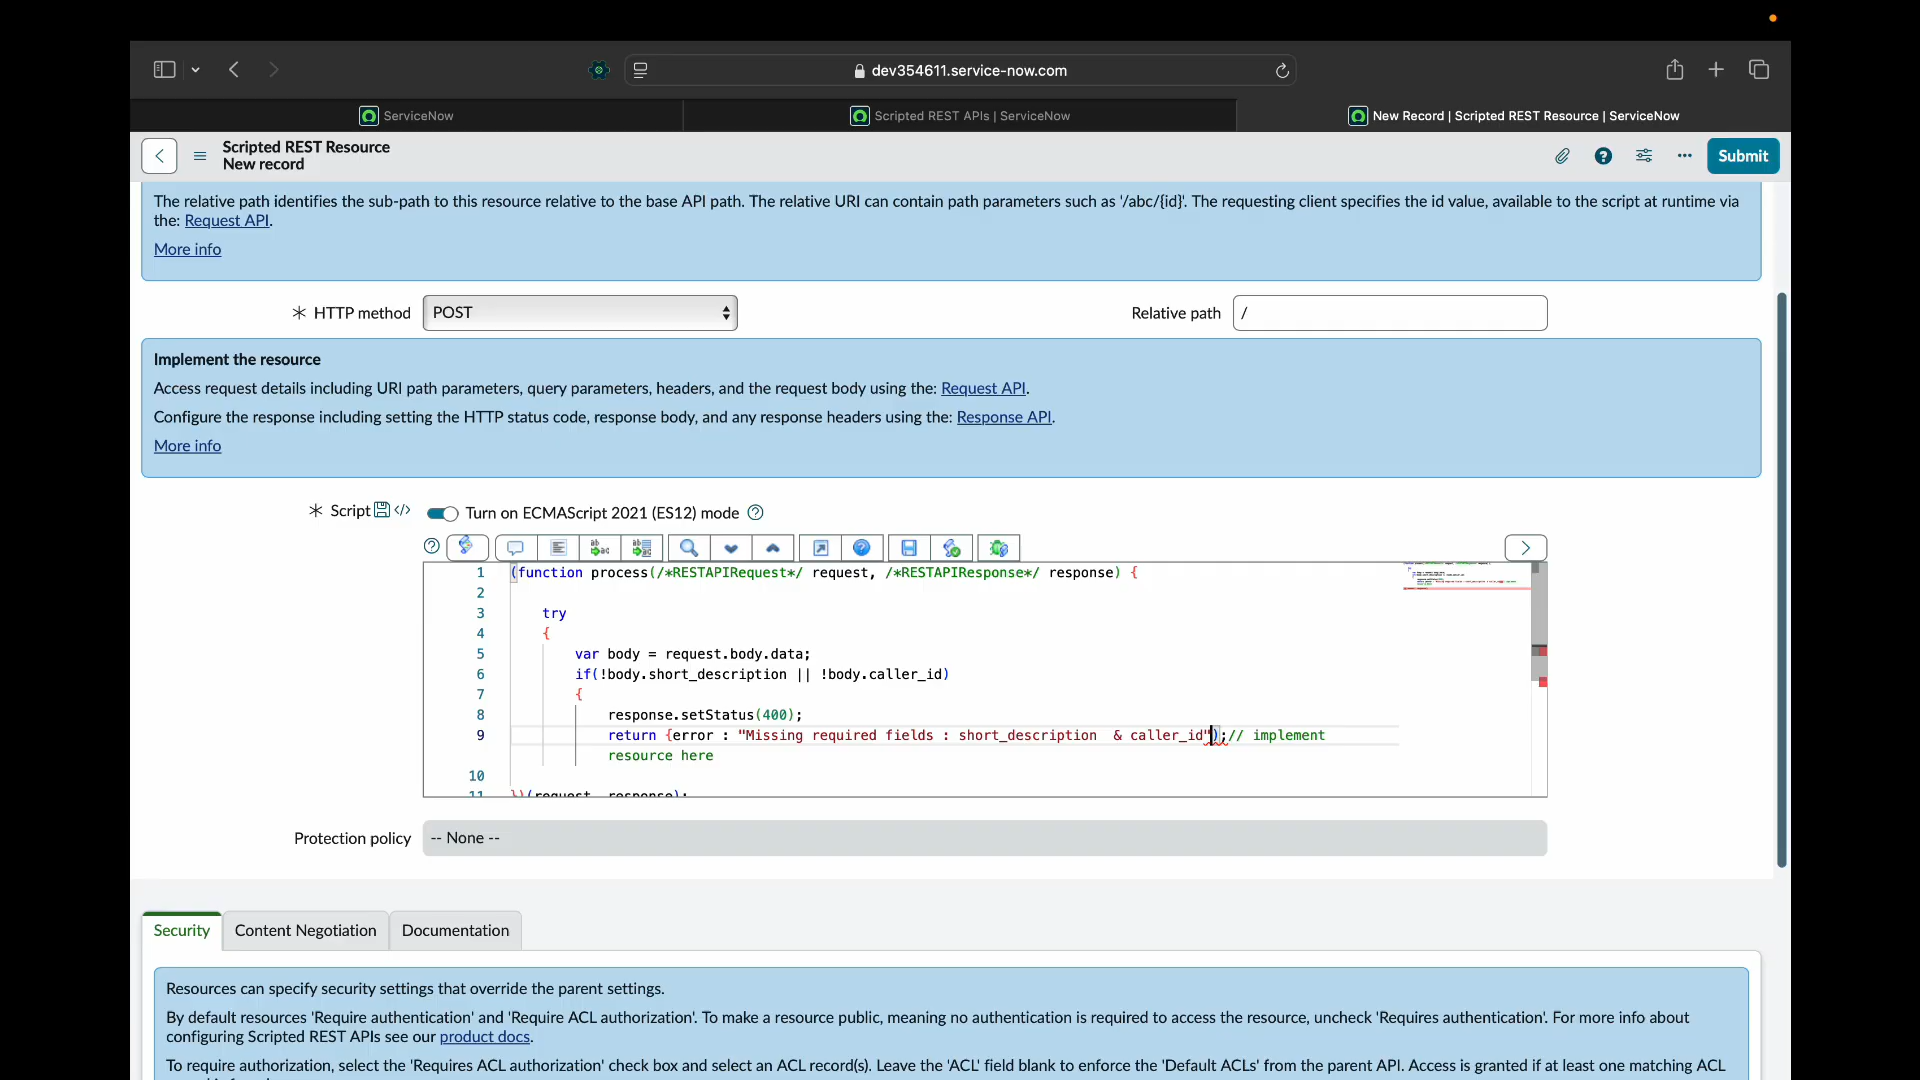 dev354611.service-now.com
ServiceNow
Scripted REST APIs | ServiceNow
New Record | Scripted REST Resource | ServiceNow
Scripted REST Resource
New record
Submit
The relative path identifies the sub-path to this resource relative to the base API path. The relative URI can contain path parameters such as '/abc/{id}'. The requesting client specifies the id value, available to the script at runtime via
the: Request API.
More info
HTTP method
POST
Relative path
/
Implement the resource
Access request details including URI path parameters, query parameters, headers, and the request body using the: Request API.
Configure the response including setting the HTTP status code, response body, and any response headers using the: Response API.
More info
Script
Turn on ECMAScript 2021 (ES12) mode
1 (function process(/*RESTAPIRequest*/ request, /*RESTAPIResponse*/ response) {
2
3 try
4 {
5 var body = request.body.data;
6 if(!body.short_description || !body.caller_id)
7 {
8 response.setStatus(400);
9 return {error : "Missing required fields : short_description  & caller_id");// implement
resource here
10
11 })(request, response);
Protection policy
-- None --
Security
Content Negotiation
Documentation
Resources can specify security settings that override the parent settings.
By default resources 'Require authentication' and 'Require ACL authorization'. To make a resource public, meaning no authentication is required to access the resource, uncheck 'Requires authentication'. For more info about
configuring Scripted REST APIs see our product docs.
To require authorization, select the 'Requires ACL authorization' check box and select an ACL record(s). Leave the 'ACL' field blank to enforce the 'Default ACLs' from the parent API. Access is granted if at least one matching ACL